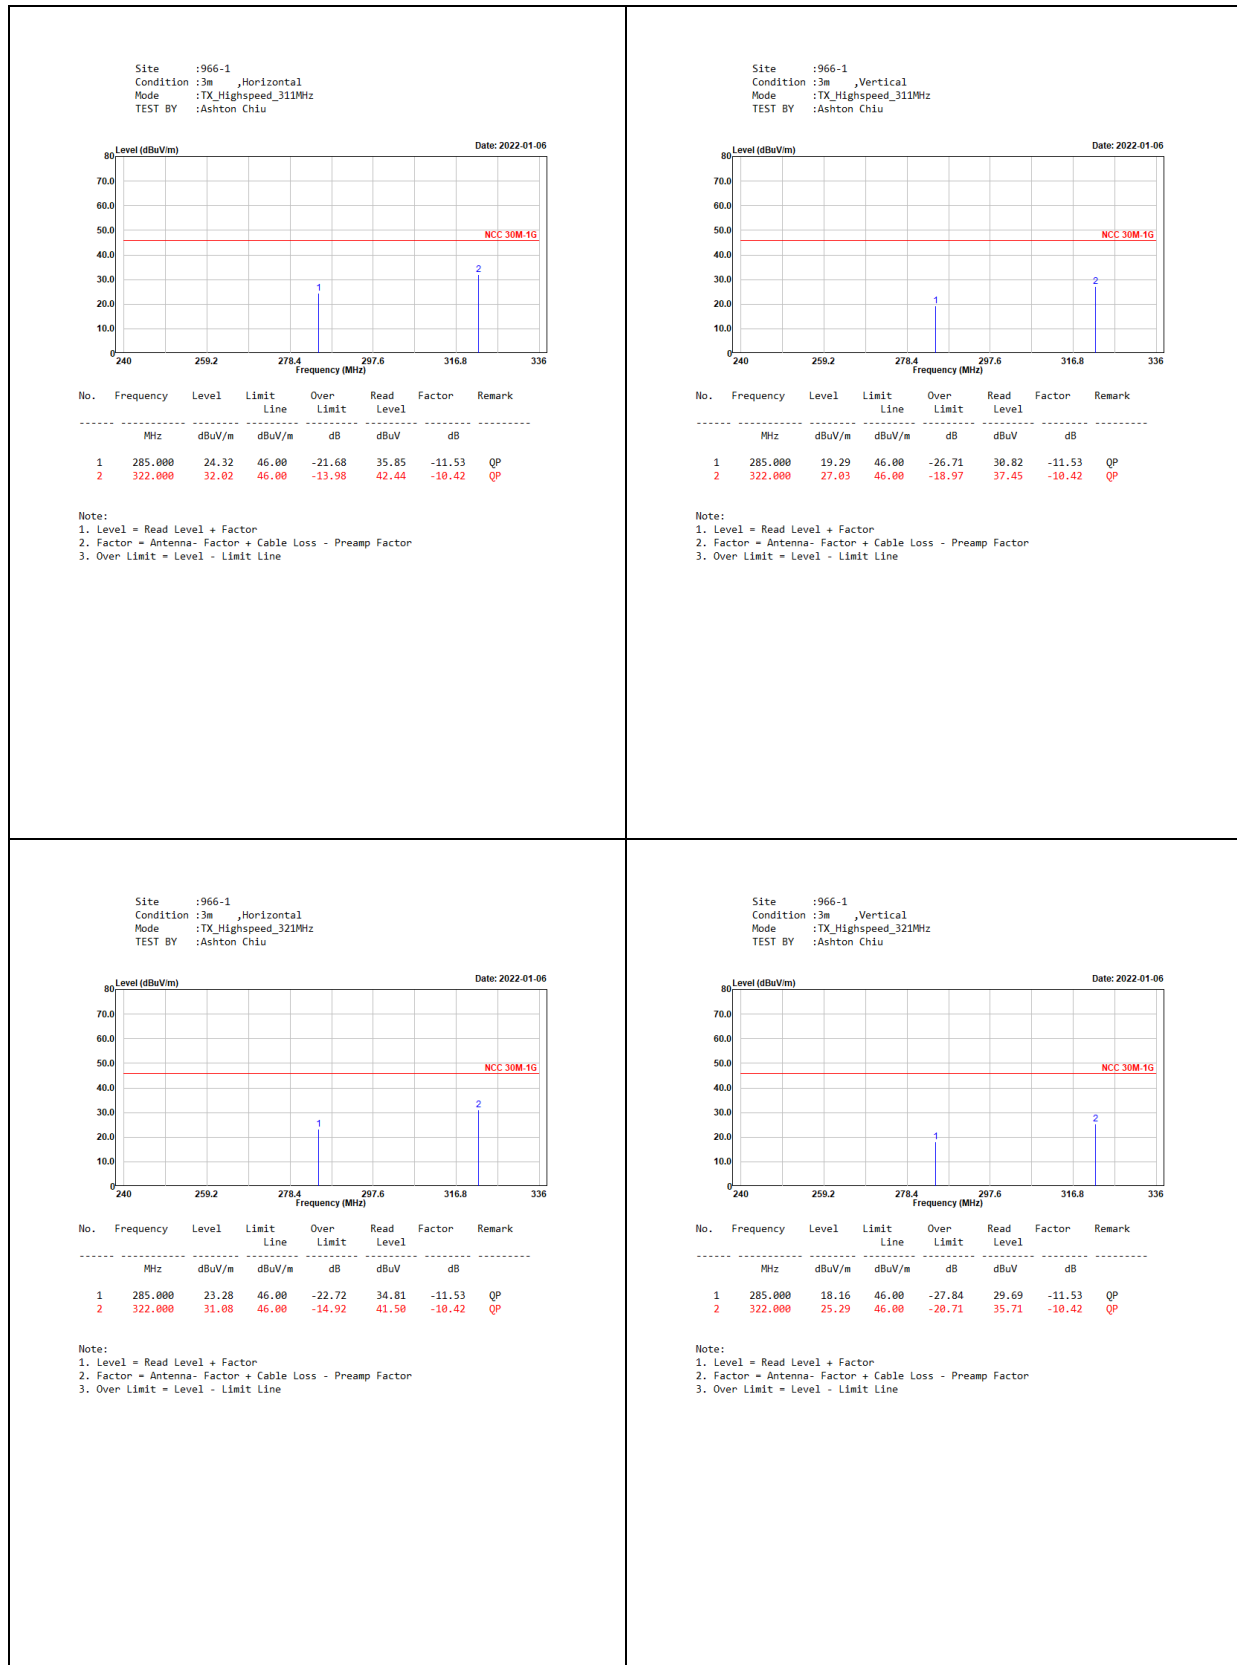 Site      :966-1
Condition :3m    ,Horizontal
Mode      :TX_Highspeed_311MHz
TEST BY   :Ashton Chiu
Level (dBuV/m) Date: 2022-01-06
80
70.0
60.0
50.0
NCC 30M-1G
40.0
30.0
20.0
10.0
0
1
2
240 259.2 278.4 297.6 316.8 336
Frequency (MHz)
No. Frequency Level Limit Over Read Factor Remark
Line Limit Level
------ ----------- -------- --------- --------- --------- -------- ---------
MHz dBuV/m dBuV/m dB dBuV dB
1 285.000 24.32 46.00 -21.68 35.85 -11.53 QP
2 322.000 32.02 46.00 -13.98 42.44 -10.42 QP
Note:
1. Level = Read Level + Factor
2. Factor = Antenna- Factor + Cable Loss - Preamp Factor
3. Over Limit = Level - Limit Line
Site      :966-1
Condition :3m    ,Vertical
Mode      :TX_Highspeed_311MHz
TEST BY   :Ashton Chiu
Level (dBuV/m) Date: 2022-01-06
80
70.0
60.0
50.0
NCC 30M-1G
40.0
30.0
20.0
10.0
0
1
2
240 259.2 278.4 297.6 316.8 336
Frequency (MHz)
No. Frequency Level Limit Over Read Factor Remark
Line Limit Level
------ ----------- -------- --------- --------- --------- -------- ---------
MHz dBuV/m dBuV/m dB dBuV dB
1 285.000 19.29 46.00 -26.71 30.82 -11.53 QP
2 322.000 27.03 46.00 -18.97 37.45 -10.42 QP
Note:
1. Level = Read Level + Factor
2. Factor = Antenna- Factor + Cable Loss - Preamp Factor
3. Over Limit = Level - Limit Line
Site      :966-1
Condition :3m    ,Horizontal
Mode      :TX_Highspeed_321MHz
TEST BY   :Ashton Chiu
Level (dBuV/m) Date: 2022-01-06
80
70.0
60.0
50.0
NCC 30M-1G
40.0
30.0
20.0
10.0
0
1
2
240 259.2 278.4 297.6 316.8 336
Frequency (MHz)
No. Frequency Level Limit Over Read Factor Remark
Line Limit Level
------ ----------- -------- --------- --------- --------- -------- ---------
MHz dBuV/m dBuV/m dB dBuV dB
1 285.000 23.28 46.00 -22.72 34.81 -11.53 QP
2 322.000 31.08 46.00 -14.92 41.50 -10.42 QP
Note:
1. Level = Read Level + Factor
2. Factor = Antenna- Factor + Cable Loss - Preamp Factor
3. Over Limit = Level - Limit Line
Site      :966-1
Condition :3m    ,Vertical
Mode      :TX_Highspeed_321MHz
TEST BY   :Ashton Chiu
Level (dBuV/m) Date: 2022-01-06
80
70.0
60.0
50.0
NCC 30M-1G
40.0
30.0
20.0
10.0
0
1
2
240 259.2 278.4 297.6 316.8 336
Frequency (MHz)
No. Frequency Level Limit Over Read Factor Remark
Line Limit Level
------ ----------- -------- --------- --------- --------- -------- ---------
MHz dBuV/m dBuV/m dB dBuV dB
1 285.000 18.16 46.00 -27.84 29.69 -11.53 QP
2 322.000 25.29 46.00 -20.71 35.71 -10.42 QP
Note:
1. Level = Read Level + Factor
2. Factor = Antenna- Factor + Cable Loss - Preamp Factor
3. Over Limit = Level - Limit Line